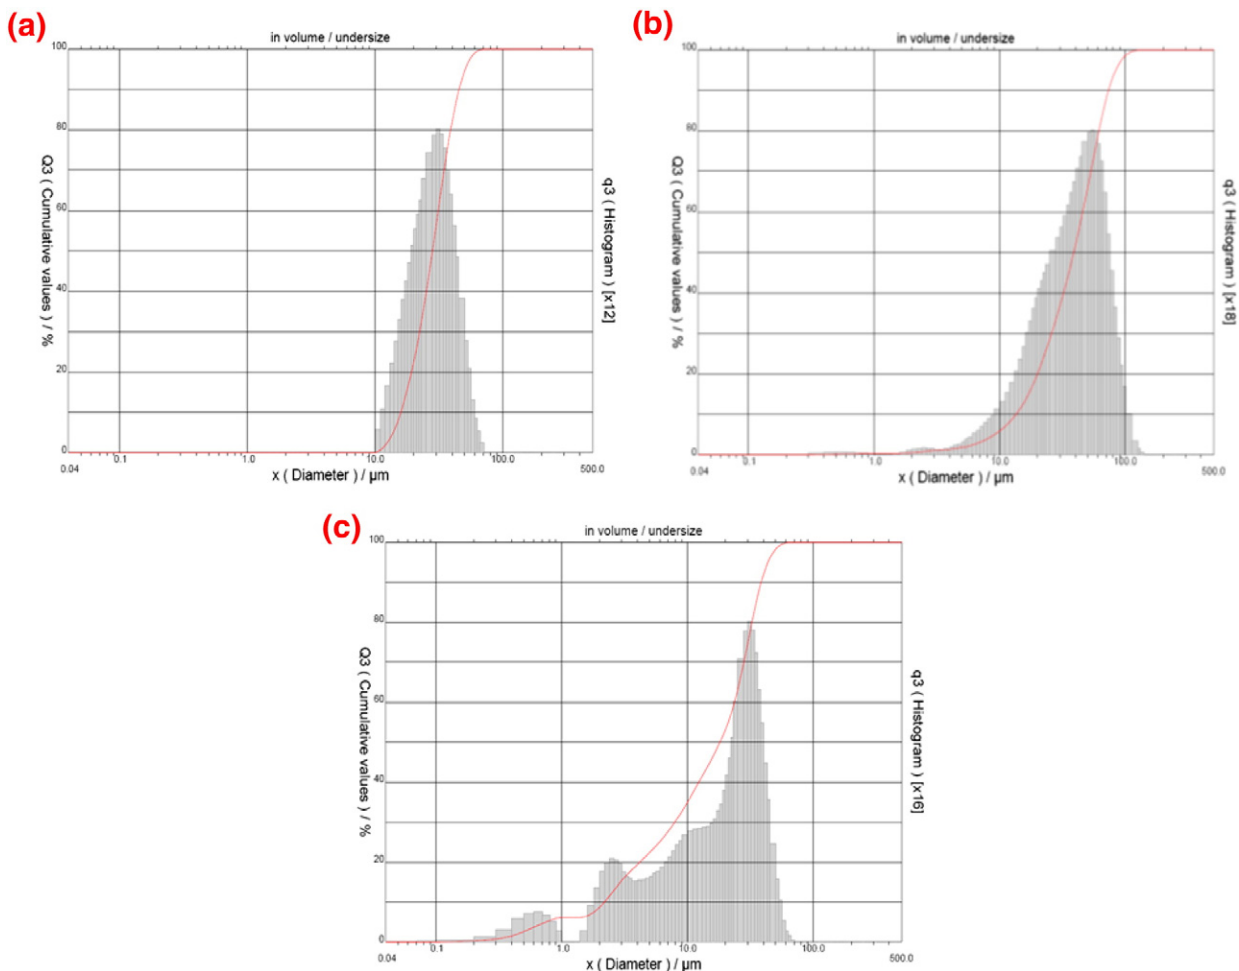 (a)
in volume / undersize
100
80
60
40
20
0
0.04
0.1
1.0
10.0
100.0
500.0
Q3 ( Cumulative values ) / %
q3 ( Histogram ) [x12]
x ( Diameter ) / µm
(b)
in volume / undersize
100
80
60
40
20
0
0.04
0.1
1.0
10.0
100.0
500.0
Q3 ( Cumulative values ) / %
q3 ( Histogram ) [x18]
x ( Diameter ) / µm
(c)
in volume / undersize
100
80
60
40
20
0
0.04
0.1
1.0
10.0
100.0
500.0
Q3 ( Cumulative values ) / %
q3 ( Histogram ) [x16]
x ( Diameter ) / µm